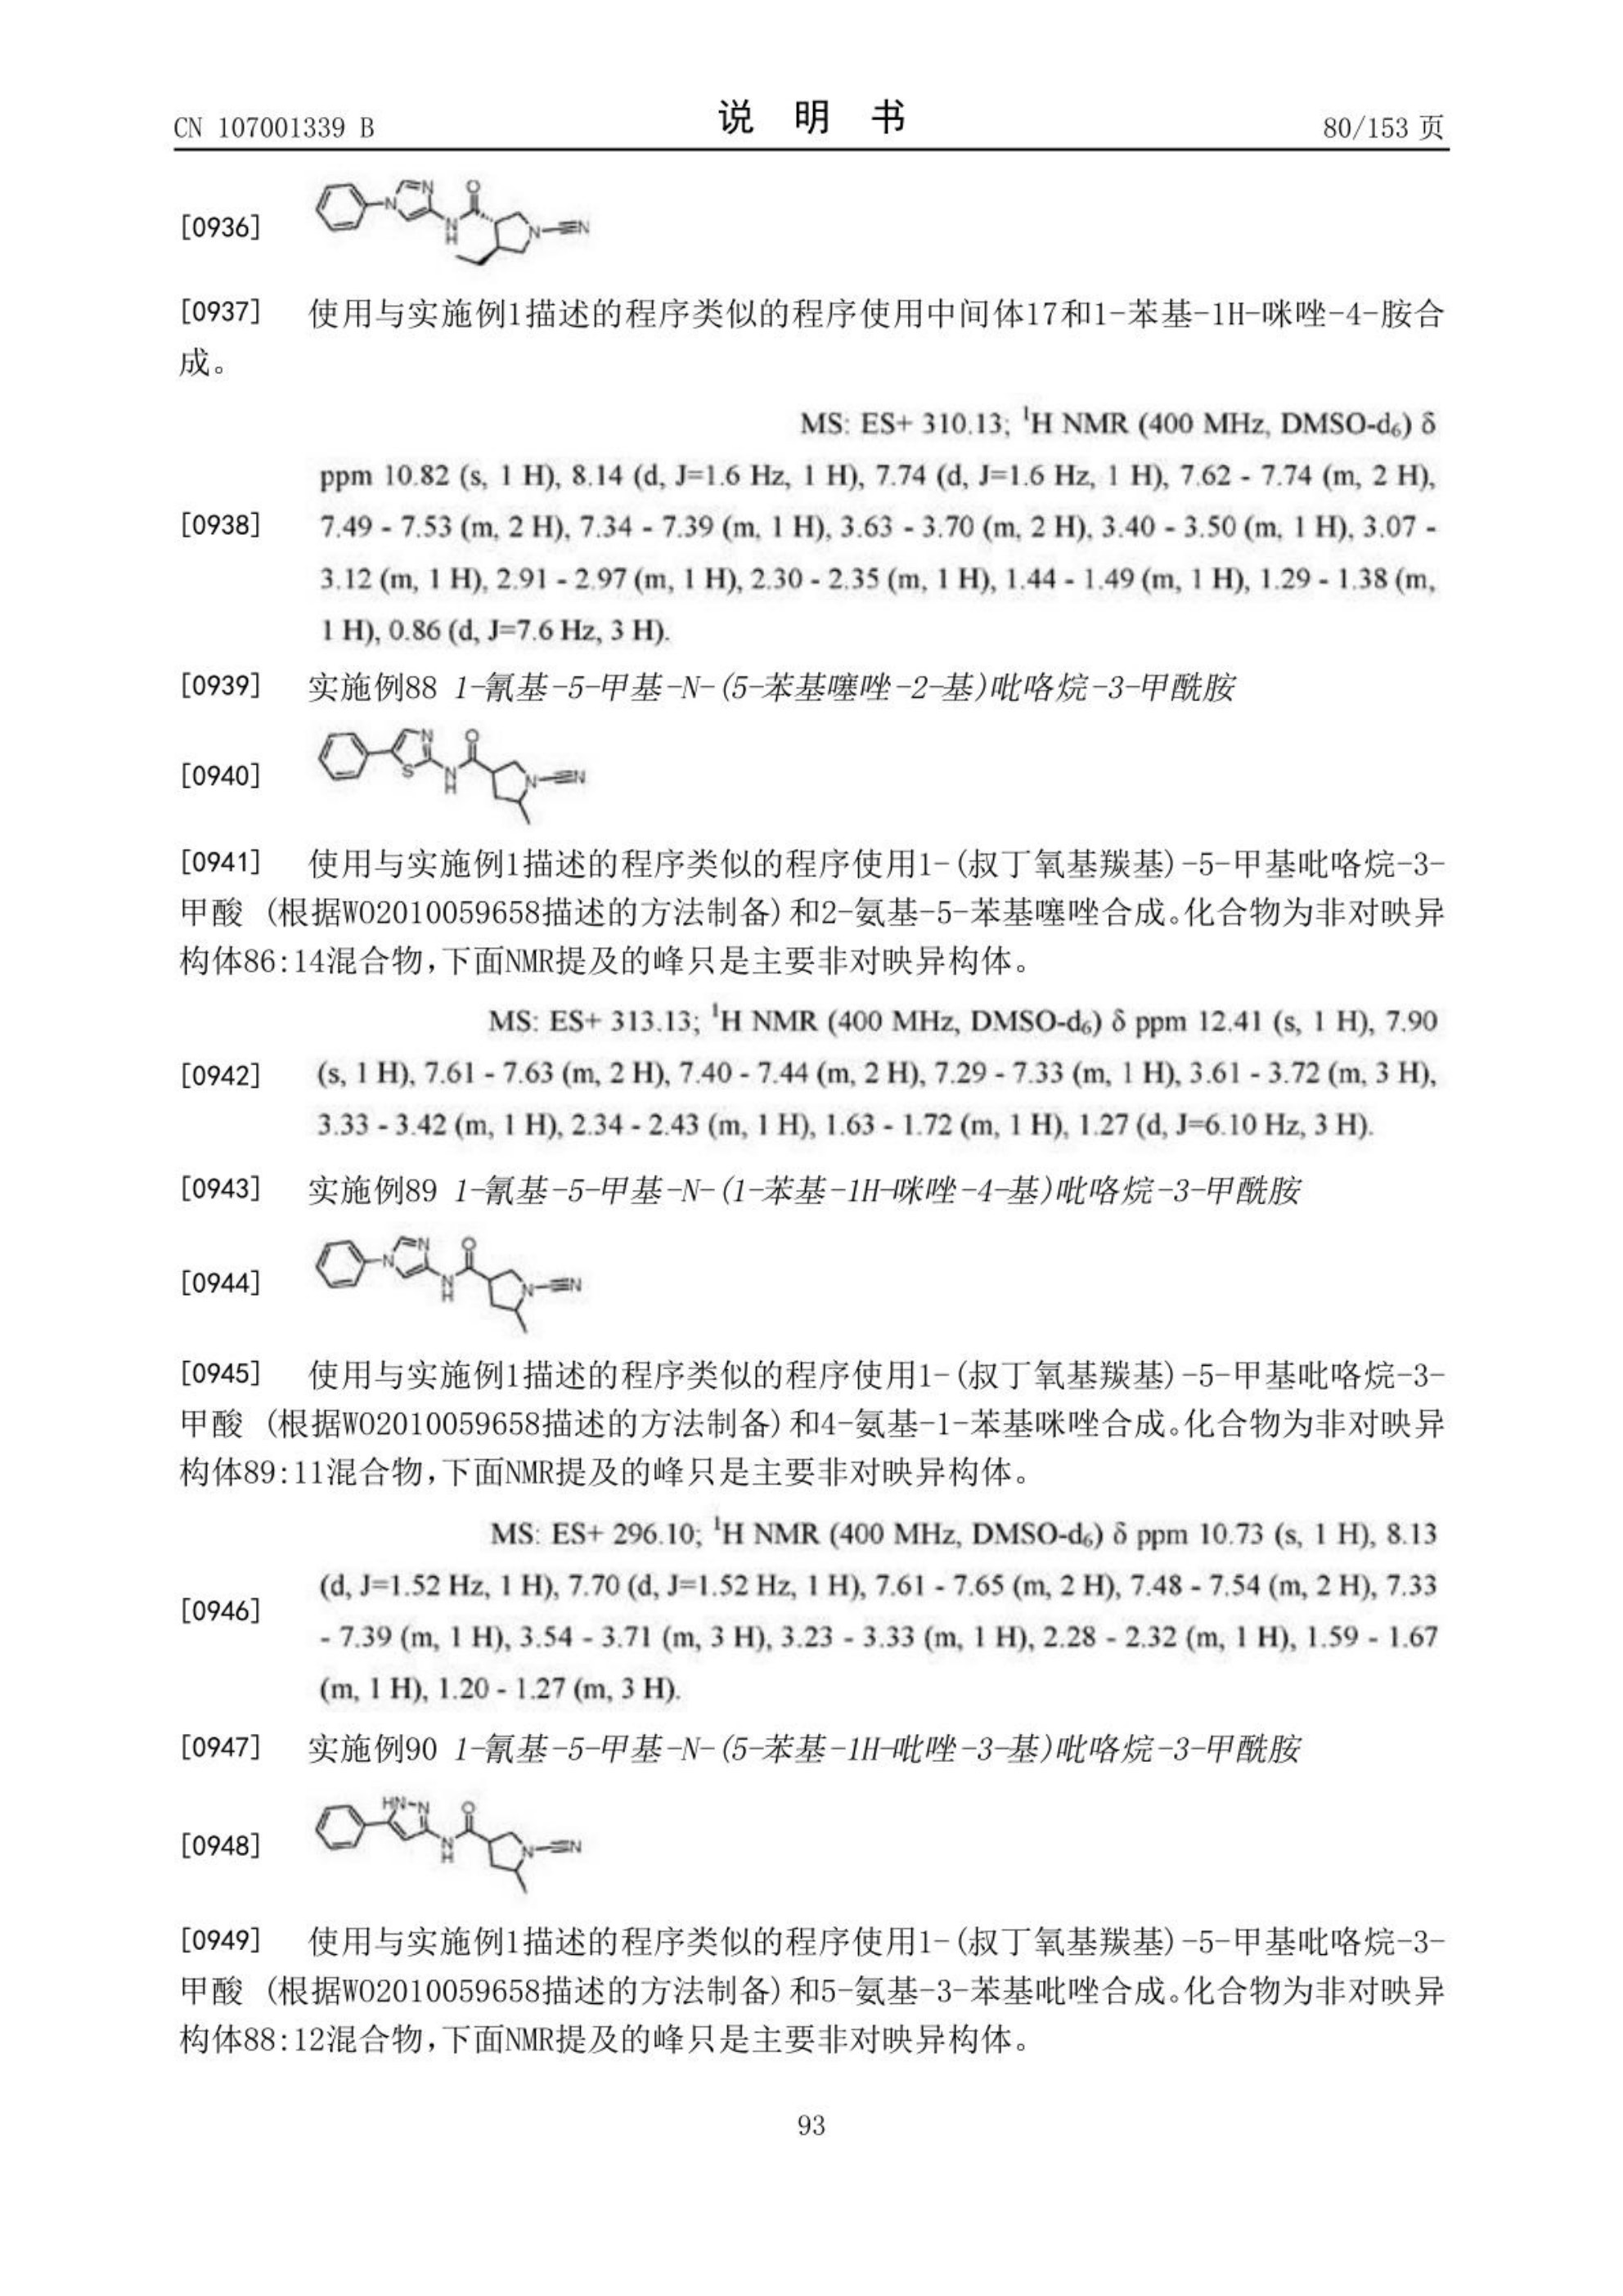 CN 107001339 B
说 明 书
80/153 页
[0936]
[0937] 使用与实施例1描述的程序类似的程序使用中间体17和1-苯基-1H-咪唑-4-胺合
成。
MS: ES+ 310.13; ¹H NMR (400 MHz, DMSO-d₆) δ
ppm 10.82 (s, 1 H), 8.14 (d, J=1.6 Hz, 1 H), 7.74 (d, J=1.6 Hz, 1 H), 7.62 - 7.74 (m, 2 H),
[0938] 7.49 - 7.53 (m, 2 H), 7.34 - 7.39 (m, 1 H), 3.63 - 3.70 (m, 2 H), 3.40 - 3.50 (m, 1 H), 3.07 -
3.12 (m, 1 H), 2.91 - 2.97 (m, 1 H), 2.30 - 2.35 (m, 1 H), 1.44 - 1.49 (m, 1 H), 1.29 - 1.38 (m,
1 H), 0.86 (d, J=7.6 Hz, 3 H).
[0939] 实施例88 1-氰基-5-甲基-N-(5-苯基噻唑-2-基)吡咯烷-3-甲酰胺
[0940]
[0941] 使用与实施例1描述的程序类似的程序使用1-(叔丁氧基羰基)-5-甲基吡咯烷-3-
甲酸 (根据WO2010059658描述的方法制备)和2-氨基-5-苯基噻唑合成。化合物为非对映异
构体86:14混合物,下面NMR提及的峰只是主要非对映异构体。
MS: ES+ 313.13; ¹H NMR (400 MHz, DMSO-d₆) δ ppm 12.41 (s, 1 H), 7.90
[0942] (s, 1 H), 7.61 - 7.63 (m, 2 H), 7.40 - 7.44 (m, 2 H), 7.29 - 7.33 (m, 1 H), 3.61 - 3.72 (m, 3 H),
3.33 - 3.42 (m, 1 H), 2.34 - 2.43 (m, 1 H), 1.63 - 1.72 (m, 1 H), 1.27 (d, J=6.10 Hz, 3 H).
[0943] 实施例89 1-氰基-5-甲基-N-(1-苯基-1H-咪唑-4-基)吡咯烷-3-甲酰胺
[0944]
[0945] 使用与实施例1描述的程序类似的程序使用1-(叔丁氧基羰基)-5-甲基吡咯烷-3-
甲酸 (根据WO2010059658描述的方法制备)和4-氨基-1-苯基咪唑合成。化合物为非对映异
构体89:11混合物,下面NMR提及的峰只是主要非对映异构体。
MS: ES+ 296.10; ¹H NMR (400 MHz, DMSO-d₆) δ ppm 10.73 (s, 1 H), 8.13
(d, J=1.52 Hz, 1 H), 7.70 (d, J=1.52 Hz, 1 H), 7.61 - 7.65 (m, 2 H), 7.48 - 7.54 (m, 2 H), 7.33
[0946]
- 7.39 (m, 1 H), 3.54 - 3.71 (m, 3 H), 3.23 - 3.33 (m, 1 H), 2.28 - 2.32 (m, 1 H), 1.59 - 1.67
(m, 1 H), 1.20 - 1.27 (m, 3 H).
[0947] 实施例90 1-氰基-5-甲基-N-(5-苯基-1H-吡唑-3-基)吡咯烷-3-甲酰胺
[0948]
[0949] 使用与实施例1描述的程序类似的程序使用1-(叔丁氧基羰基)-5-甲基吡咯烷-3-
甲酸 (根据WO2010059658描述的方法制备)和5-氨基-3-苯基吡唑合成。化合物为非对映异
构体88:12混合物,下面NMR提及的峰只是主要非对映异构体。
93